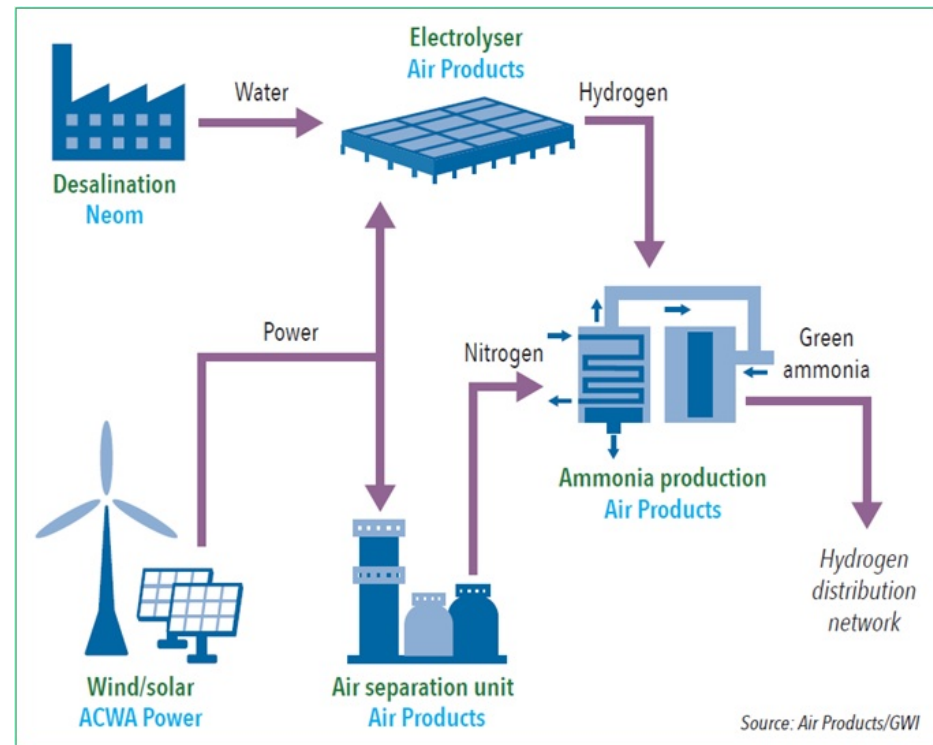 Electrolyser
Air Products
Water
Hydrogen
Desalination
Neom
Power
Nitrogen
Green
ammonia
Ammonia production
Air Products
Hydrogen
distribution
network
Wind/solar
ACWA Power
Air separation unit
Air Products
Source: Air Products/GWI